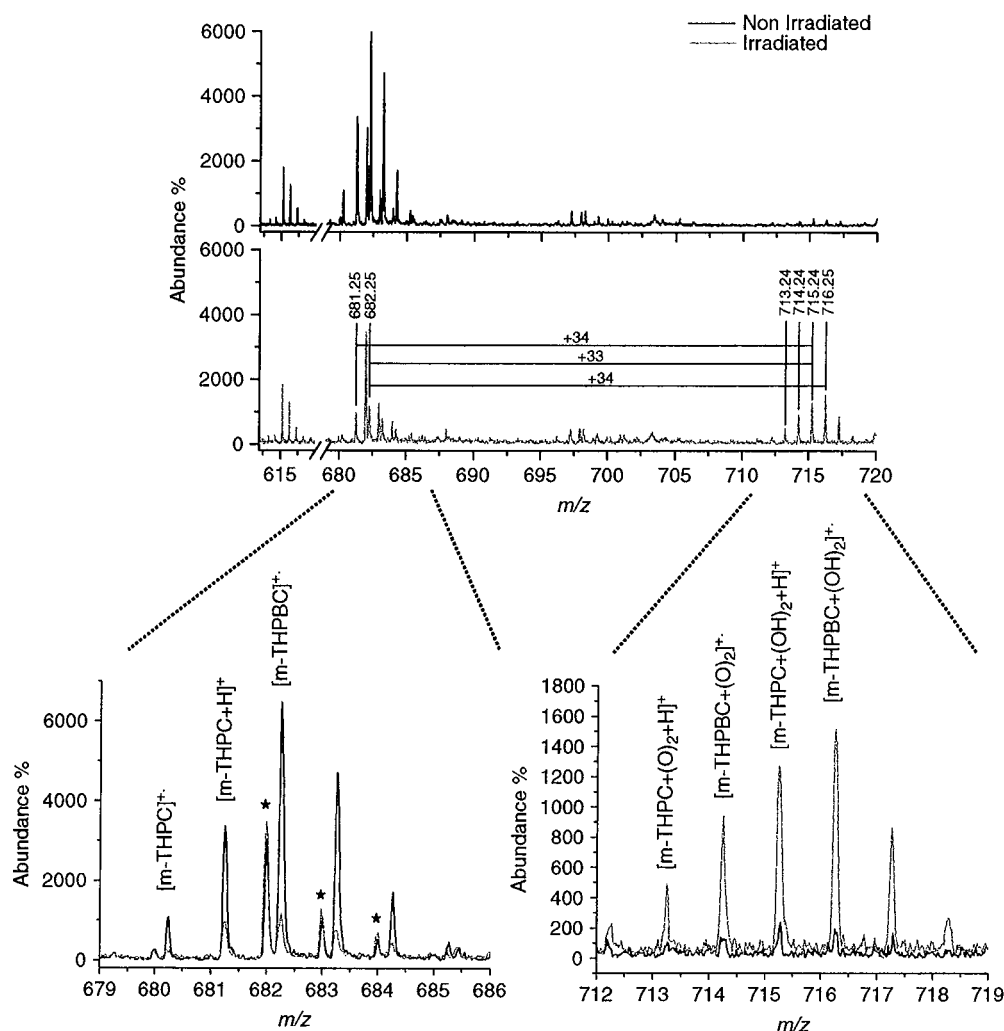 Non Irradiated
Irradiated
6000
4000
2000
0
Abundance %
6000
4000
2000
0
681.25
682.25
713.24
714.24
715.24
716.25
+34
+33
+34
615 680 685 690 695 700 705 710 715 720
m/z
[m-THPC]+·
[m-THPC+H]+
[m-THPBC]+·
6000
4000
2000
0
Abundance %
679 680 681 682 683 684 685 686
m/z
[m-THPC+(O)2+H]+
[m-THPBC+(O)2]+·
[m-THPC+(OH)2+H]+
[m-THPBC+(OH)2]+·
1800
1600
1400
1200
1000
800
600
400
200
0
Abundance %
712 713 714 715 716 717 718 719
m/z